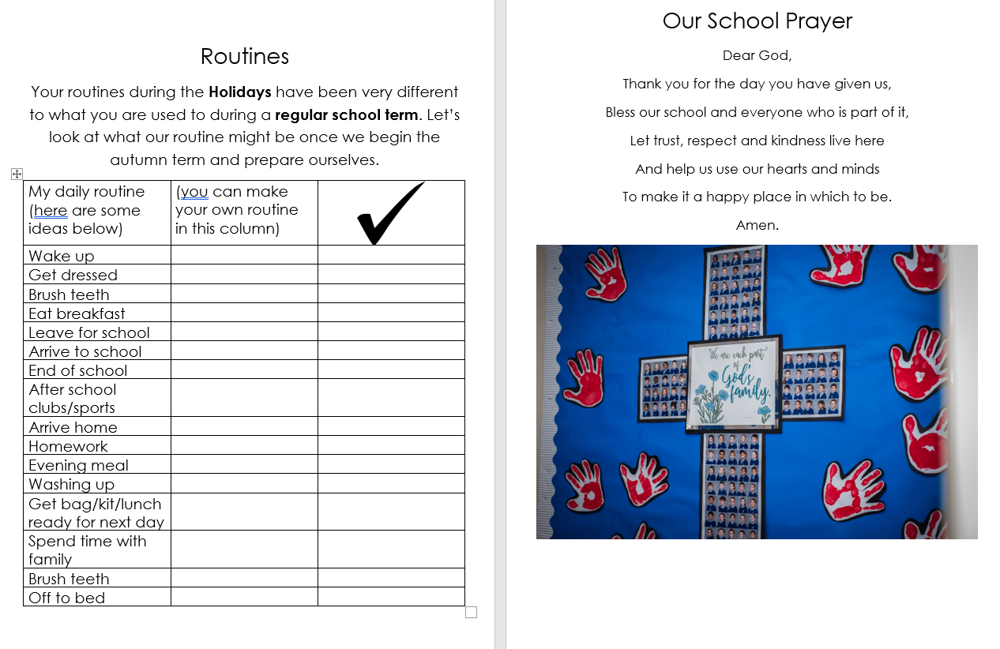 Routines
Your routines during the Holidays have been very different
to what you are used to during a regular school term. Let's
look at what our routine might be once we begin the
autumn term and prepare ourselves.
My daily routine
(here are some
ideas below)
(you can make
your own routine
in this column)
Wake up
Get dressed
Brush teeth
Eat breakfast
Leave for school
Arrive to school
End of school
After school
clubs/sports
Arrive home
Homework
Evening meal
Washing up
Get bag/kit/lunch
ready for next day
Spend time with
family
Brush teeth
Off to bed
Our School Prayer
Dear God,
Thank you for the day you have given us,
Bless our school and everyone who is part of it,
Let trust, respect and kindness live here
And help us use our hearts and minds
To make it a happy place in which to be.
Amen.
We are each part
of
God's
family.